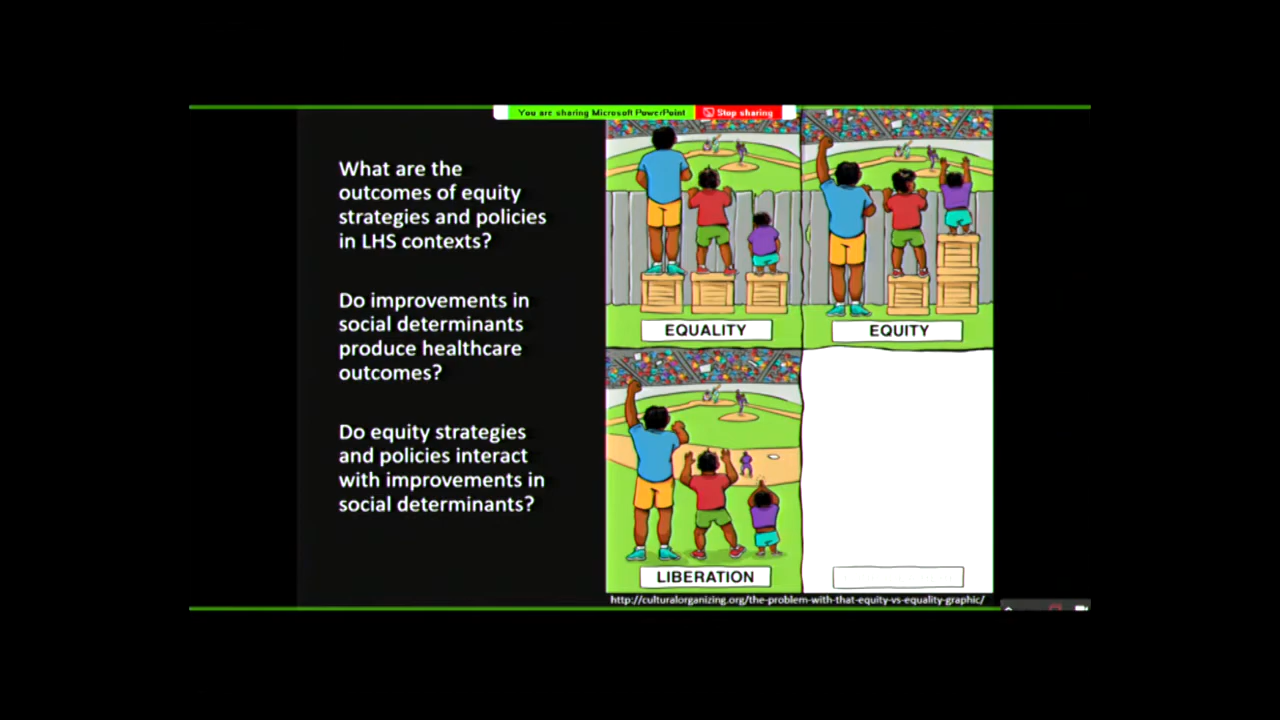 You are sharing Microsoft PowerPoint
Stop sharing
What are the
outcomes of equity
strategies and policies
in LHS contexts?
Do improvements in
social determinants
produce healthcare
outcomes?
Do equity strategies
and policies interact
with improvements in
social determinants?
EQUALITY
EQUITY
LIBERATION
http://culturalorganizing.org/the-problem-with-that-equity-vs-equality-graphic/